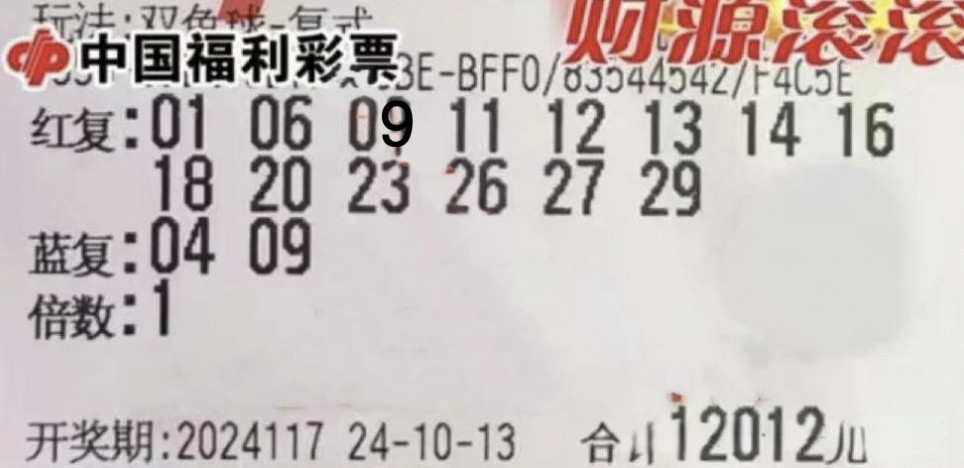 玩法:双色球-复式
中国福利彩票
财源滚滚
BE-BFF0/83544542/F4C5E
红复:01 06 09 11 12 13 14 16
18 20 23 26 27 29
蓝复:04 09
倍数:1
开奖期:2024117 24-10-13 合计12012元